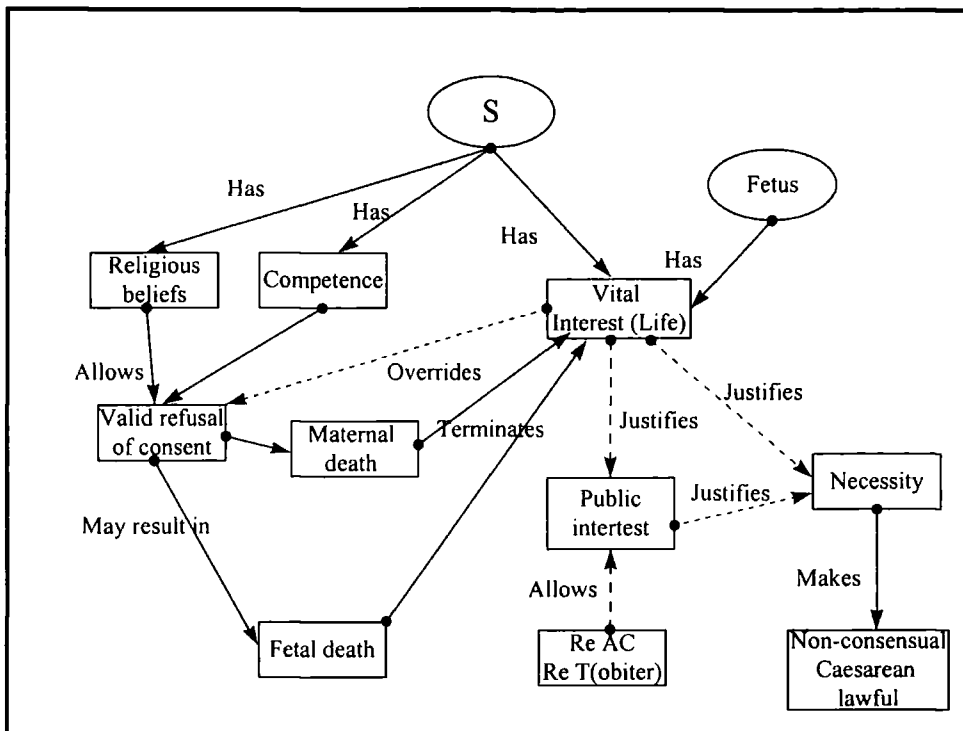 S
Fetus
Has
Has
Has
Has
Religious
beliefs
Competence
Vital
Interest (Life)
Allows
Overrides
Justifies
Valid refusal
of consent
Maternal
death
Terminates
Justifies
Public
intertest
Justifies
Necessity
May result in
Allows
Makes
Fetal death
Re AC
Re T(obiter)
Non-consensual
Caesarean
lawful